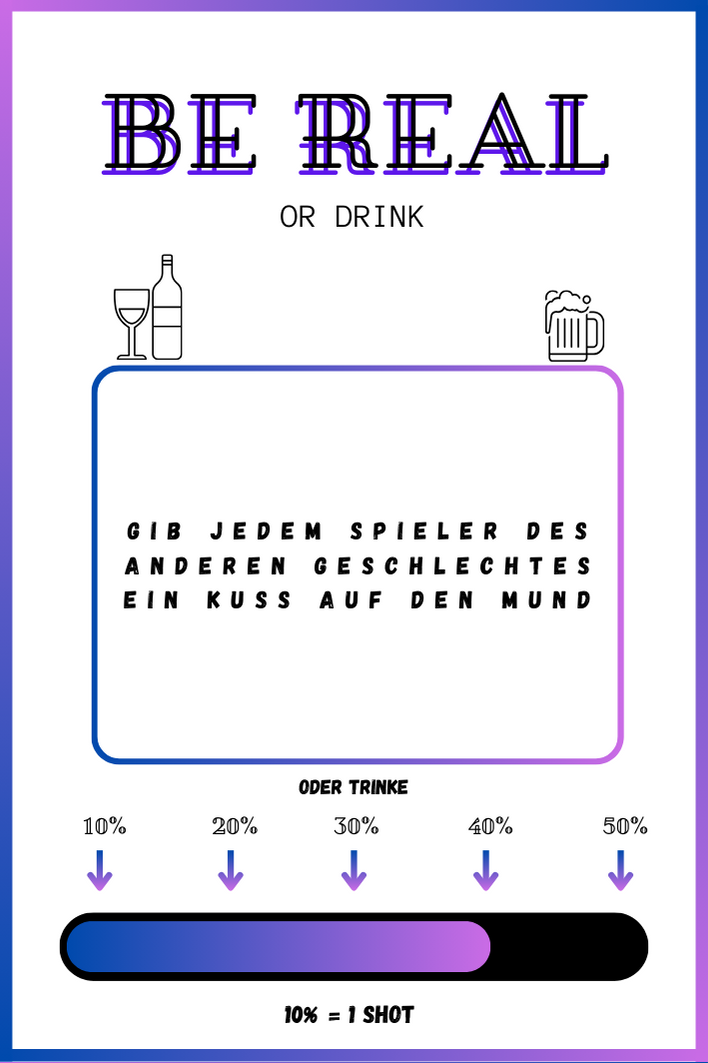 BE REAL
OR DRINK
GIB JEDEM SPIELER DES
ANDEREN GESCHLECHTES
EIN KUSS AUF DEN MUND
ODER TRINKE
10% 20% 30% 40% 50%
10% = 1 SHOT